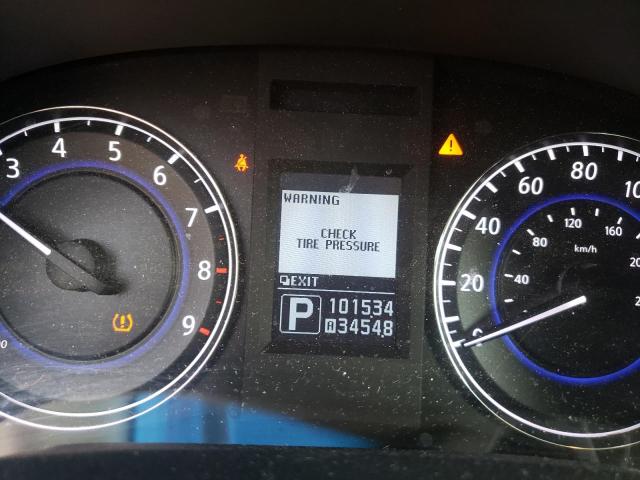 3 4 5 6 7 8 9
WARNING
CHECK
TIRE PRESSURE
EXIT
P 101534
A 34548
20 40 60 80
40 80 120 160
km/h